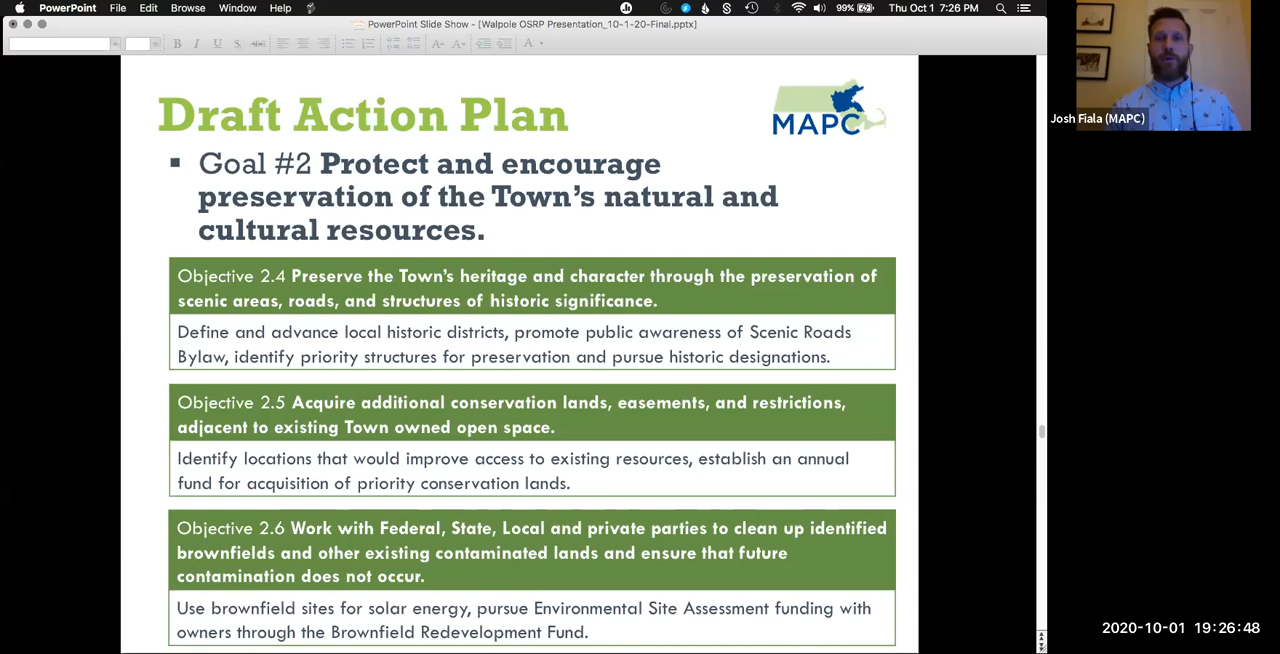 PowerPoint File Edit Browse Window Help 99% Thu Oct 1 7:26 PM
PowerPoint Slide Show - [Walpole OSRP Presentation_10-1-20-Final.pptx]
B I U S ABC A A A
Draft Action Plan
MAPC
Josh Fiala (MAPC)
▪ Goal #2 Protect and encourage
preservation of the Town’s natural and
cultural resources.
Objective 2.4 Preserve the Town’s heritage and character through the preservation of
scenic areas, roads, and structures of historic significance.
Define and advance local historic districts, promote public awareness of Scenic Roads
Bylaw, identify priority structures for preservation and pursue historic designations.
Objective 2.5 Acquire additional conservation lands, easements, and restrictions,
adjacent to existing Town owned open space.
Identify locations that would improve access to existing resources, establish an annual
fund for acquisition of priority conservation lands.
Objective 2.6 Work with Federal, State, Local and private parties to clean up identified
brownfields and other existing contaminated lands and ensure that future
contamination does not occur.
Use brownfield sites for solar energy, pursue Environmental Site Assessment funding with
owners through the Brownfield Redevelopment Fund.
2020-10-01 19:26:48